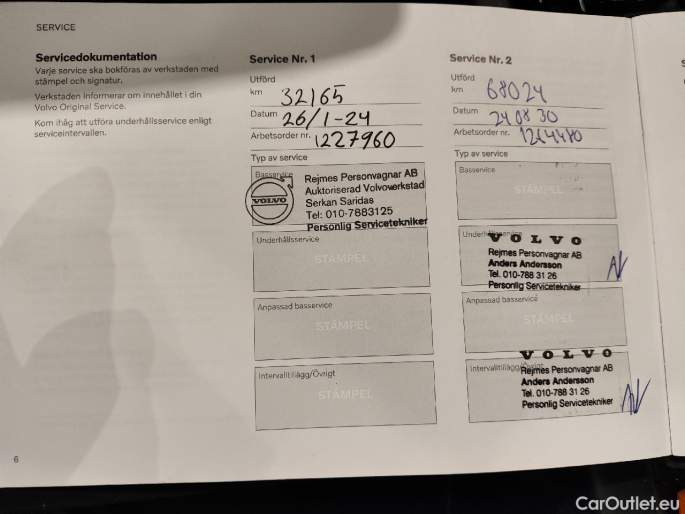 SERVICE
Servicedokumentation
Varje service ska bokföras av verkstaden med
stämpel och signatur.
Verkstaden informerar om innehållet i din
Volvo Original Service.
Kom ihåg att utföra underhållsservice enligt
serviceintervallen.
6
Service Nr. 1
Utförd
km 32165
Datum 26/1-24
Arbetsorder nr. 1227960
Typ av service
Basservice
VOLVO
Rejmes Personvagnar AB
Auktoriserad Volvoverkstad
Serkan Saridas
Tel: 010-7883125
Personlig Servicetekniker
Underhållsservice
STÄMPEL
Anpassad basservice
STÄMPEL
Intervalltillägg/Övrigt
STÄMPEL
Service Nr. 2
Utförd
km 68024
Datum 240830
Arbetsorder nr. 1264480
Typ av service
Basservice
STÄMPEL
Underhållsservice
VOLVO
Rejmes Personvagnar AB
Anders Andersson
Tel. 010-788 31 26
Personlig Servicetekniker
Anpassad basservice
STÄMPEL
Intervalltillägg/Övrigt
VOLVO
Rejmes Personvagnar AB
Anders Andersson
Tel. 010-788 31 26
Personlig Servicetekniker
CarOutlet.eu